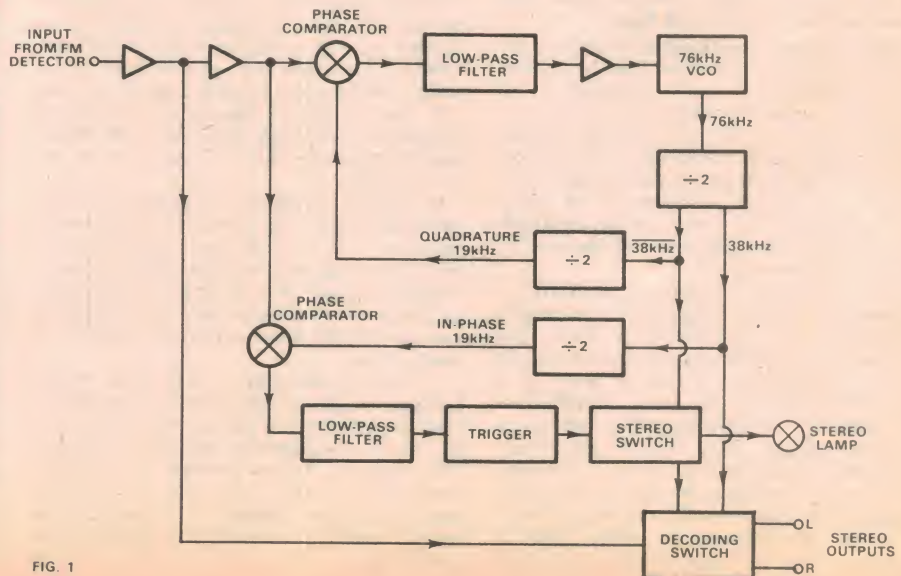 PHASE
COMPARATOR
INPUT
FROM FM
DETECTOR
LOW-PASS
FILTER
76kHz
VCO
76kHz
÷2
QUADRATURE
19kHz
÷2
38kHz
38kHz
PHASE
COMPARATOR
IN-PHASE
19kHz
÷2
LOW-PASS
FILTER
TRIGGER
STEREO
SWITCH
STEREO
LAMP
DECODING
SWITCH
L
STEREO
OUTPUTS
R
FIG. 1